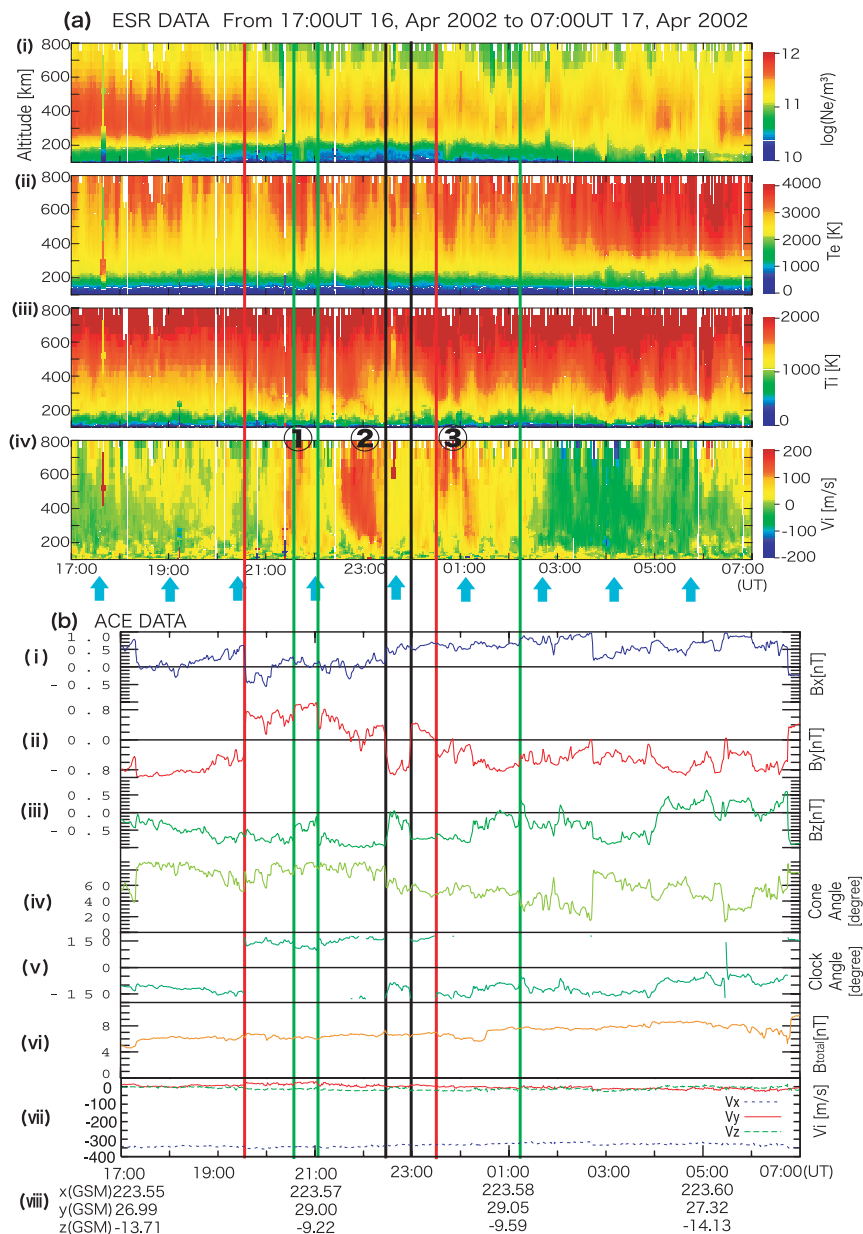 (a) ESR DATA From 17:00UT 16, Apr 2002 to 07:00UT 17, Apr 2002
(i)
Altitude [km]
800
600
400
200
12
11
10
log(Ne/m³)
(ii)
800
600
400
200
4000
3000
2000
1000
0
Te [K]
(iii)
800
600
400
200
2000
1000
0
Ti [K]
① ② ③
(iv)
800
600
400
200
200
100
0
-100
-200
Vi [m/s]
17:00 19:00 21:00 23:00 01:00 03:00 05:00 07:00
(UT)
(b) ACE DATA
(i)
1.0
0.5
0.0
-0.5
Bx[nT]
(ii)
0.8
0.0
-0.8
By[nT]
(iii)
0.5
0.0
-0.5
Bz[nT]
(iv)
60
40
20
0
Cone Angle [degree]
(v)
150
0
-150
Clock Angle [degree]
(vi)
8
4
0
Btotal[nT]
(vii)
0
-100
-200
-300
-400
Vx
Vy
Vz
Vi [m/s]
17:00 19:00 21:00 23:00 01:00 03:00 05:00 07:00(UT)
(viii)
x(GSM)223.55 223.57 223.58 223.60
y(GSM)26.99 29.00 29.05 27.32
z(GSM)-13.71 -9.22 -9.59 -14.13